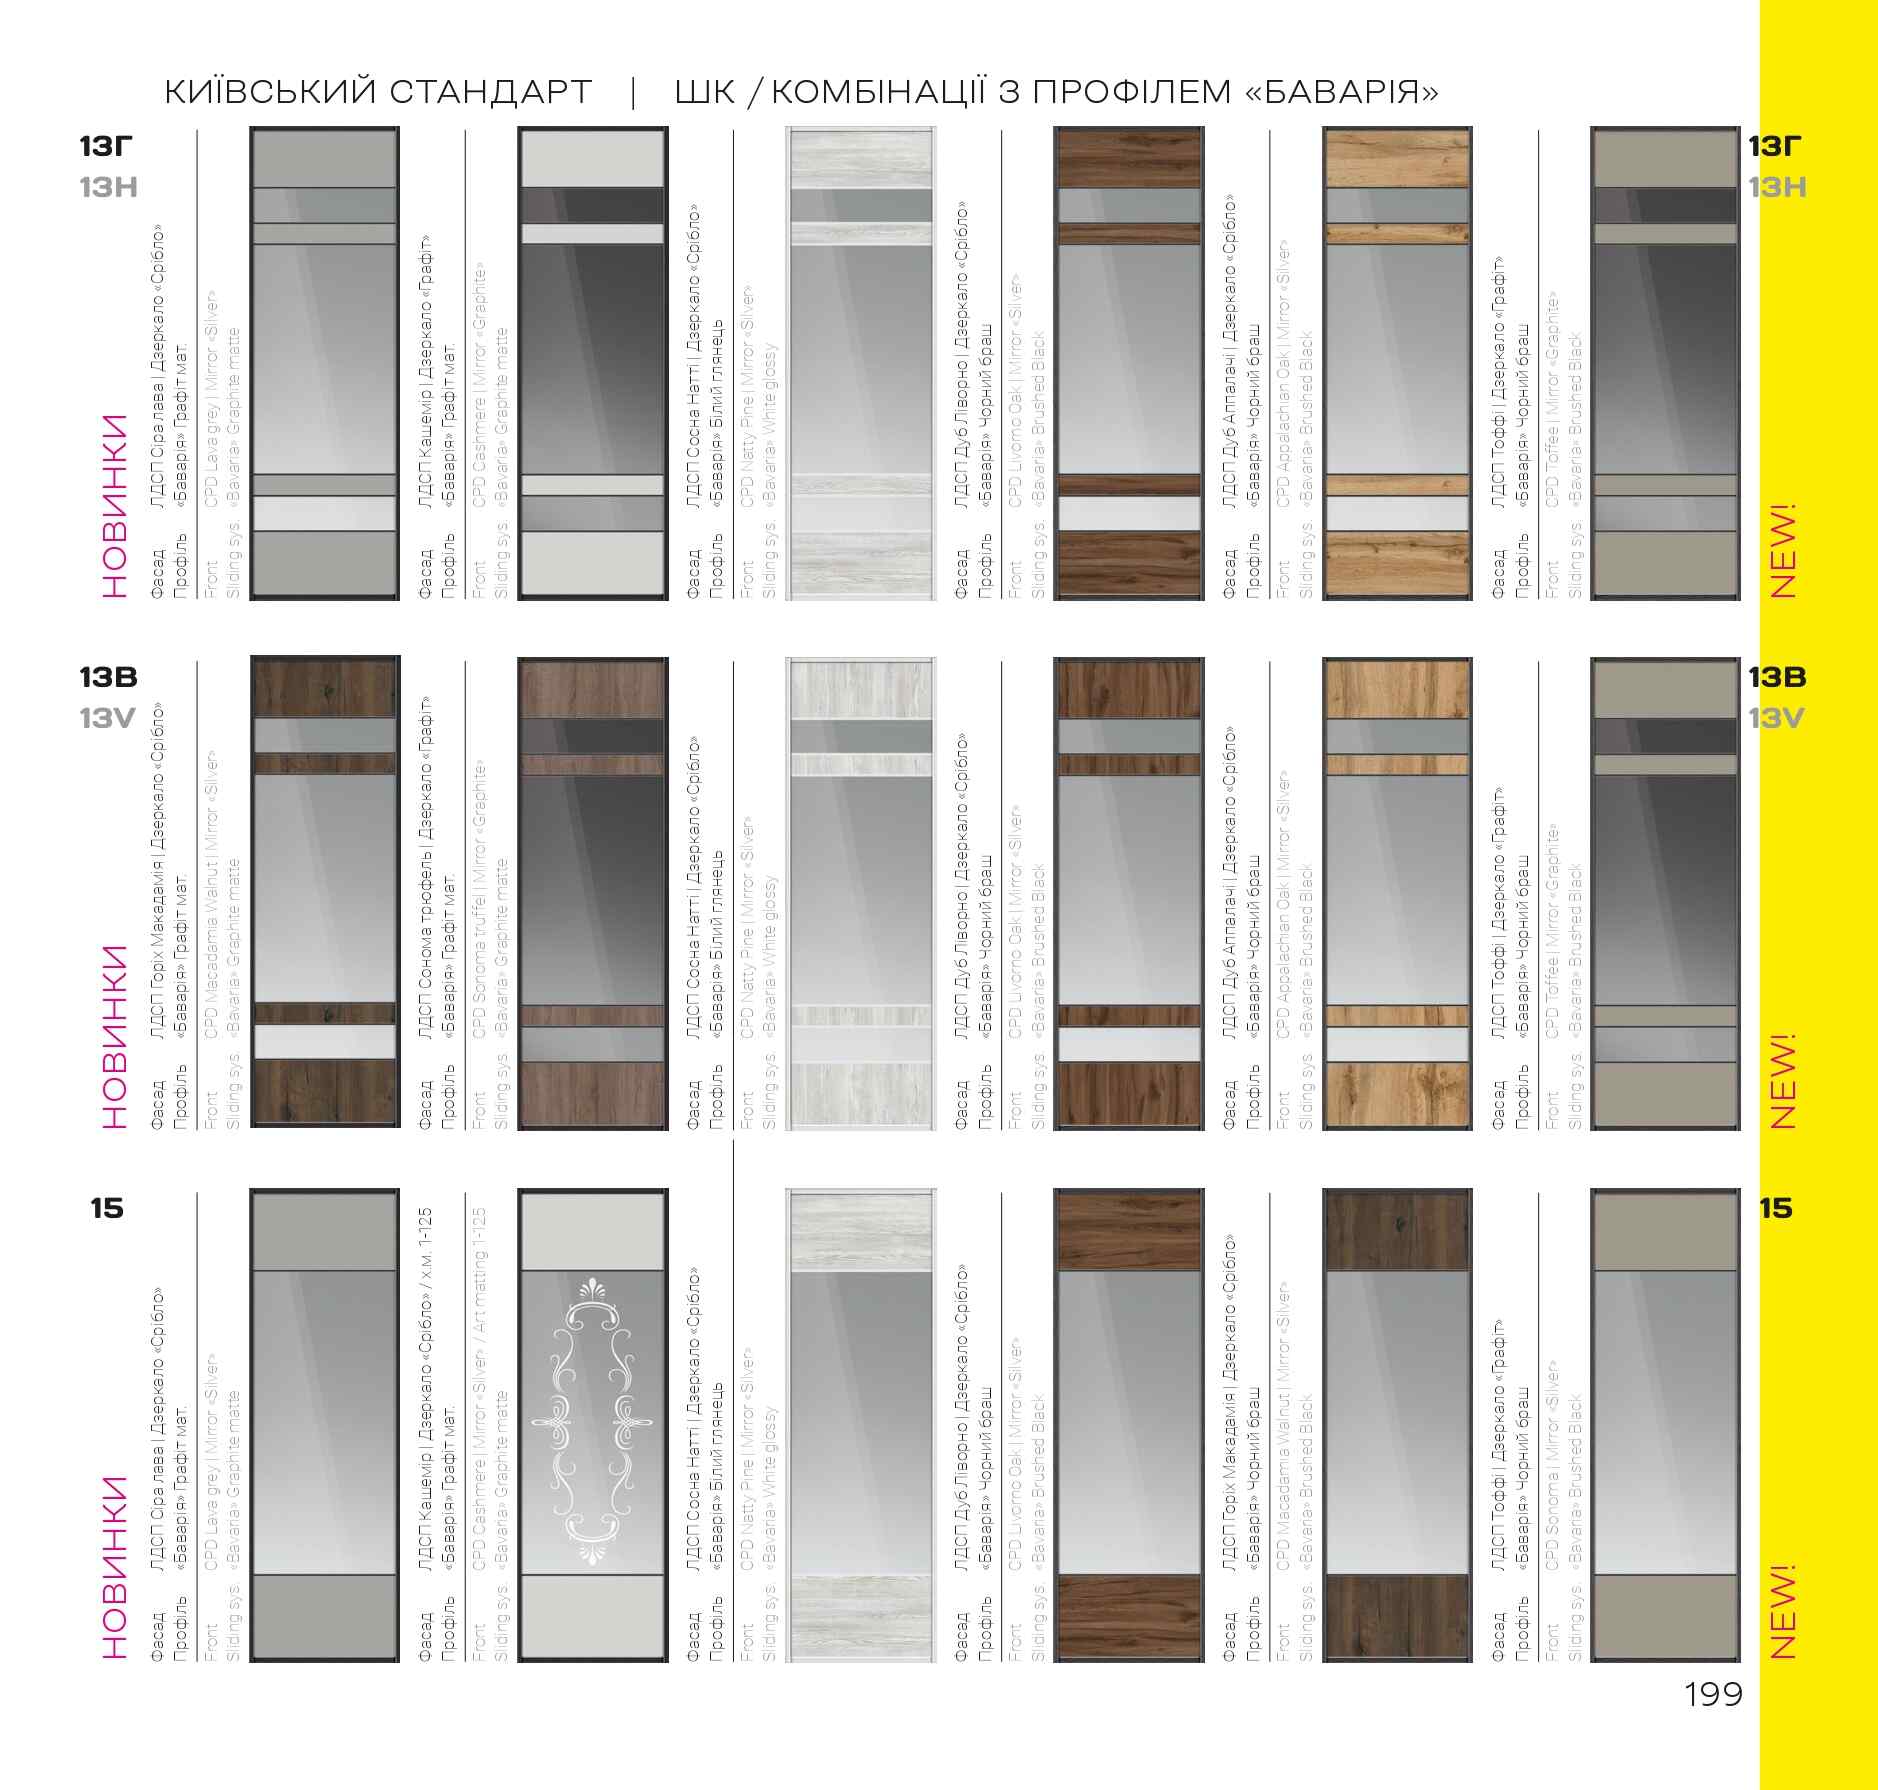 КИЇВСЬКИЙ СТАНДАРТ | ШК / КОМБІНАЦІЇ З ПРОФІЛЕМ «БАВАРІЯ»
13Г
13H
НОВИНКИ
Фасад ЛДСП Сіра лава | Дзеркало «Срібло»
Профіль «Баварія» Графіт мат.
Front CPD Lava grey | Mirror «Silver»
Sliding sys. «Bavaria» Graphite matte
Фасад ЛДСП Кашемір | Дзеркало «Графіт»
Профіль «Баварія» Графіт мат.
Front CPD Cashmere | Mirror «Graphite»
Sliding sys. «Bavaria» Graphite matte
Фасад ЛДСП Сосна Натті | Дзеркало «Срібло»
Профіль «Баварія» Білий глянець
Front CPD Natty Pine | Mirror «Silver»
Sliding sys. «Bavaria» White glossy
Фасад ЛДСП Дуб Ліворно | Дзеркало «Срібло»
Профіль «Баварія» Чорний браш
Front CPD Livorno Oak | Mirror «Silver»
Sliding sys. «Bavaria» Brushed Black
Фасад ЛДСП Дуб Аппалачі | Дзеркало «Срібло»
Профіль «Баварія» Чорний браш
Front CPD Appalachian Oak | Mirror «Silver»
Sliding sys. «Bavaria» Brushed Black
Фасад ЛДСП Тоффі | Дзеркало «Графіт»
Профіль «Баварія» Чорний браш
Front CPD Toffee | Mirror «Graphite»
Sliding sys. «Bavaria» Brushed Black
13Г
13H
NEW!
13В
13V
НОВИНКИ
Фасад ЛДСП Горіх Макадамія | Дзеркало «Срібло»
Профіль «Баварія» Графіт мат.
Front CPD Macadamia Walnut | Mirror «Silver»
Sliding sys. «Bavaria» Graphite matte
Фасад ЛДСП Сонома трюфель | Дзеркало «Графіт»
Профіль «Баварія» Графіт мат.
Front CPD Sonoma truffel | Mirror «Graphite»
Sliding sys. «Bavaria» Graphite matte
Фасад ЛДСП Сосна Натті | Дзеркало «Срібло»
Профіль «Баварія» Білий глянець
Front CPD Natty Pine | Mirror «Silver»
Sliding sys. «Bavaria» White glossy
Фасад ЛДСП Дуб Ліворно | Дзеркало «Срібло»
Профіль «Баварія» Чорний браш
Front CPD Livorno Oak | Mirror «Silver»
Sliding sys. «Bavaria» Brushed Black
Фасад ЛДСП Дуб Аппалачі | Дзеркало «Срібло»
Профіль «Баварія» Чорний браш
Front CPD Appalachian Oak | Mirror «Silver»
Sliding sys. «Bavaria» Brushed Black
Фасад ЛДСП Тоффі | Дзеркало «Графіт»
Профіль «Баварія» Чорний браш
Front CPD Toffee | Mirror «Graphite»
Sliding sys. «Bavaria» Brushed Black
13В
13V
NEW!
15
НОВИНКИ
Фасад ЛДСП Сіра лава | Дзеркало «Срібло»
Профіль «Баварія» Графіт мат.
Front CPD Lava grey | Mirror «Silver»
Sliding sys. «Bavaria» Graphite matte
Фасад ЛДСП Кашемір | Дзеркало «Срібло» / х.м. 1-125
Профіль «Баварія» Графіт мат.
Front CPD Cashmere | Mirror «Silver» / Art matting 1-125
Sliding sys. «Bavaria» Graphite matte
Фасад ЛДСП Сосна Натті | Дзеркало «Срібло»
Профіль «Баварія» Білий глянець
Front CPD Natty Pine | Mirror «Silver»
Sliding sys. «Bavaria» White glossy
Фасад ЛДСП Дуб Ліворно | Дзеркало «Срібло»
Профіль «Баварія» Чорний браш
Front CPD Livorno Oak | Mirror «Silver»
Sliding sys. «Bavaria» Brushed Black
Фасад ЛДСП Горіх Макадамія | Дзеркало «Срібло»
Профіль «Баварія» Чорний браш
Front CPD Macadamia Walnut | Mirror «Silver»
Sliding sys. «Bavaria» Brushed Black
Фасад ЛДСП Тоффі | Дзеркало «Графіт»
Профіль «Баварія» Чорний браш
Front CPD Sonoma | Mirror «Silver»
Sliding sys. «Bavaria» Brushed Black
15
NEW!
199